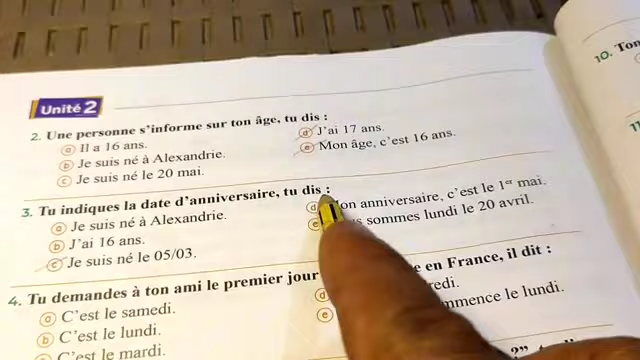 Unité 2
2. Une personne s'informe sur ton âge, tu dis :
a Il a 16 ans.
b Je suis né à Alexandrie.
c Je suis né le 20 mai.
d J'ai 17 ans.
e Mon âge, c'est 16 ans.
3. Tu indiques la date d'anniversaire, tu dis :
a Je suis né à Alexandrie.
b J'ai 16 ans.
c Je suis né le 05/03.
d on anniversaire, c'est le 1er mai.
e sommes lundi le 20 avril.
4. Tu demandes à ton ami le premier jour e en France, il dit :
a C'est le samedi.
b C'est le lundi.
c C'est le mardi.
d redi.
e mmence le lundi.
10. Ton
11